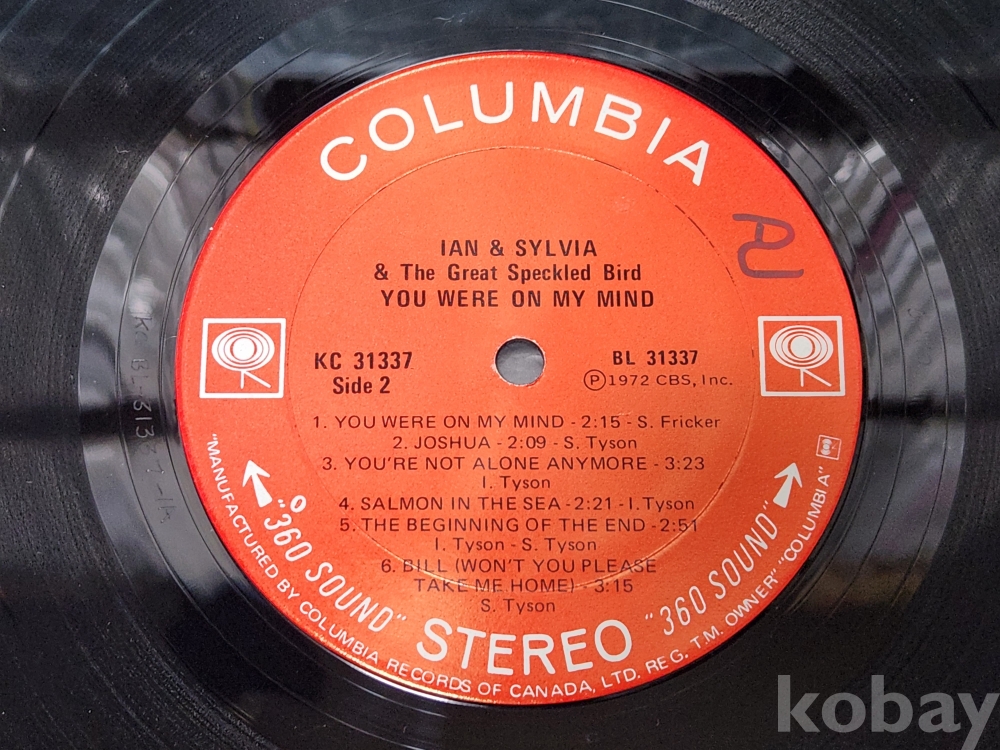 COLUMBIA
IAN & SYLVIA
& The Great Speckled Bird
YOU WERE ON MY MIND
KC 31337
Side 2
BL 31337
Ⓟ1972 CBS, Inc.
1. YOU WERE ON MY MIND - 2:15 - S. Fricker
2. JOSHUA - 2:09 - S. Tyson
3. YOU'RE NOT ALONE ANYMORE - 3:23
I. Tyson
4. SALMON IN THE SEA - 2:21 - I. Tyson
5. THE BEGINNING OF THE END - 2:51
I. Tyson - S. Tyson
6. BILL (WON'T YOU PLEASE
TAKE ME HOME) - 3:15
S. Tyson
"360 SOUND" STEREO "360 SOUND"
"MANUFACTURED BY COLUMBIA RECORDS OF CANADA, LTD. REG. T.M. OWNER" "COLUMBIA"
kobay